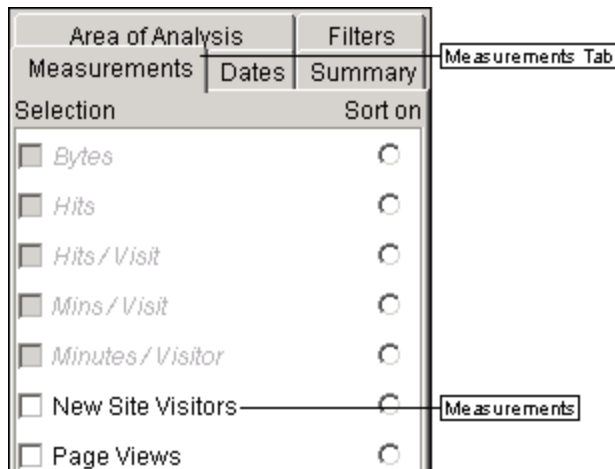 Area of Analysis Filters
Measurements Tab
Measurements Dates Summary
Selection Sort on
Bytes
Hits
Hits / Visit
Mins / Visit
Minutes / Visitor
New Site Visitors Measurements
Page Views